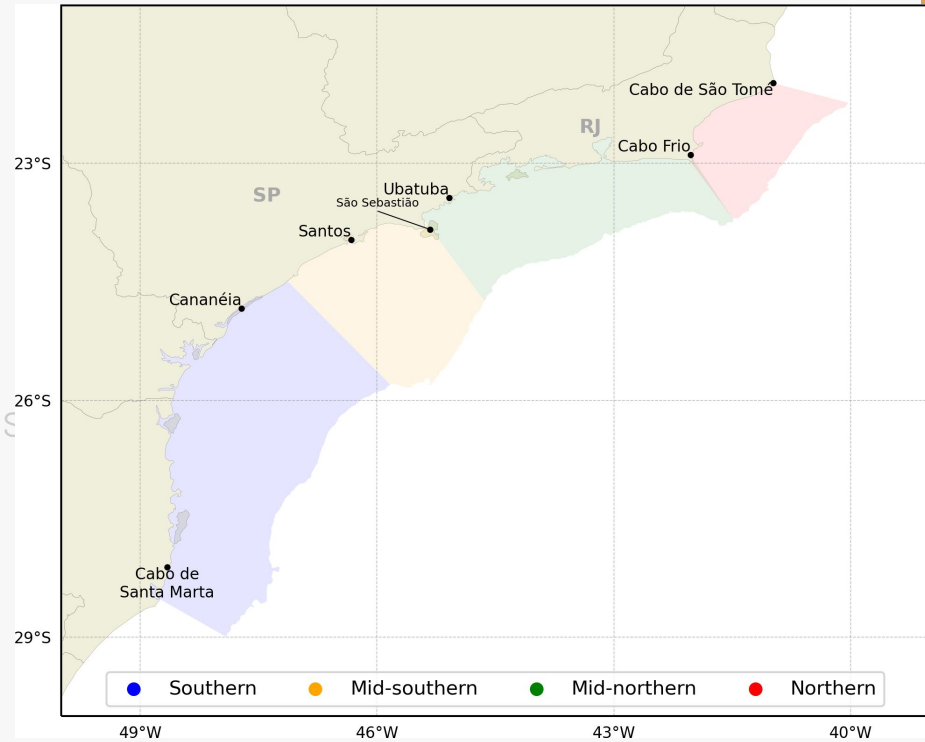 Cabo de São Tomé
RJ
Cabo Frio
23°S
Ubatuba
SP
São Sebastião
Santos
Cananéia
26°S
S
Cabo de
Santa Marta
29°S
Southern Mid-southern Mid-northern Northern
49°W 46°W 43°W 40°W